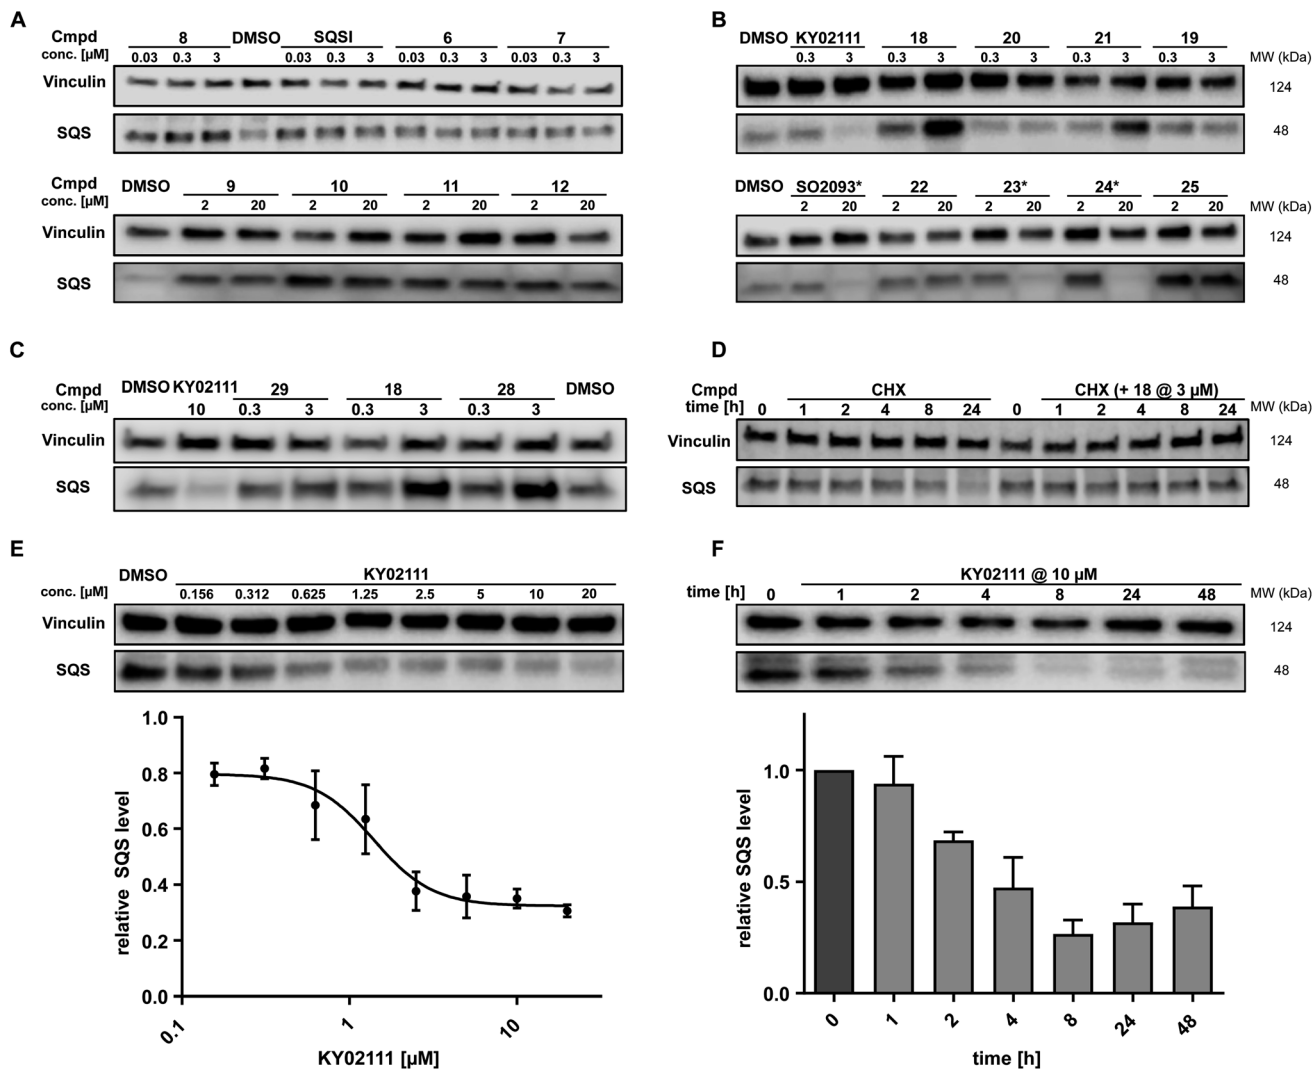 A
Cmpd 8 DMSO SQSI 6 7
conc. [µM] 0.03 0.3 3 0.03 0.3 3 0.03 0.3 3 0.03 0.3 3
Vinculin
SQS
Cmpd DMSO 9 10 11 12
conc. [µM] 2 20 2 20 2 20 2 20
Vinculin
SQS
B
DMSO KY02111 18 20 21 19
0.3 3 0.3 3 0.3 3 0.3 3 0.3 3 MW (kDa)
124
48
DMSO SO2093* 22 23* 24* 25
2 20 2 20 2 20 2 20 2 20 MW (kDa)
124
48
C
Cmpd DMSO KY02111 29 18 28 DMSO
conc. [µM] 10 0.3 3 0.3 3 0.3 3
Vinculin
SQS
D
Cmpd CHX CHX (+ 18 @ 3 µM)
time [h] 0 1 2 4 8 24 0 1 2 4 8 24 MW (kDa)
Vinculin 124
SQS 48
E
DMSO KY02111
conc. [µM] 0.156 0.312 0.625 1.25 2.5 5 10 20
Vinculin
SQS
relative SQS level
1.0
0.8
0.6
0.4
0.2
0.0
0.1 1 10
KY02111 [µM]
F
KY02111 @ 10 µM
time [h] 0 1 2 4 8 24 48 MW (kDa)
124
48
relative SQS level
1.0
0.5
0.0
0 1 2 4 8 24 48
time [h]